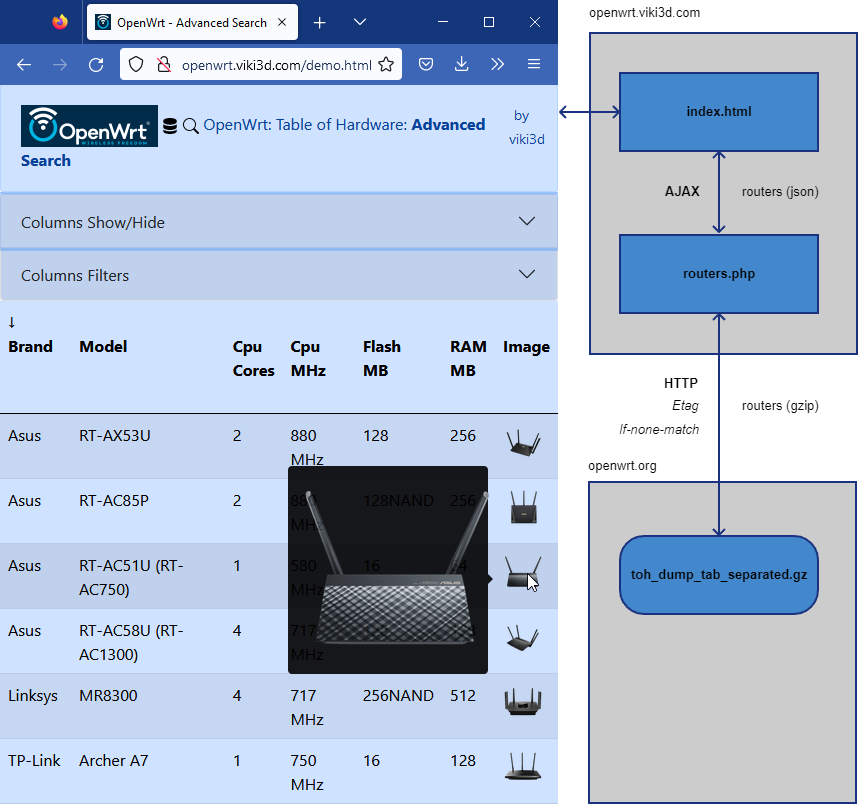 OpenWrt - Advanced Search
openwrt.viki3d.com/demo.html
OpenWrt
WIRELESS FREEDOM
OpenWrt: Table of Hardware: Advanced
Search
by
viki3d
Columns Show/Hide
Columns Filters
↓
Brand Model Cpu Cores Cpu MHz Flash MB RAM MB Image
Asus RT-AX53U 2 880 MHz 128 256
Asus RT-AC85P 2 880 MHz 128NAND 256
Asus RT-AC51U (RT-AC750) 1 580 MHz 16
Asus RT-AC58U (RT-AC1300) 4 717 MHz
Linksys MR8300 4 717 MHz 256NAND 512
TP-Link Archer A7 1 750 MHz 16 128
openwrt.viki3d.com
index.html
AJAX routers (json)
routers.php
HTTP
Etag routers (gzip)
If-none-match
openwrt.org
toh_dump_tab_separated.gz